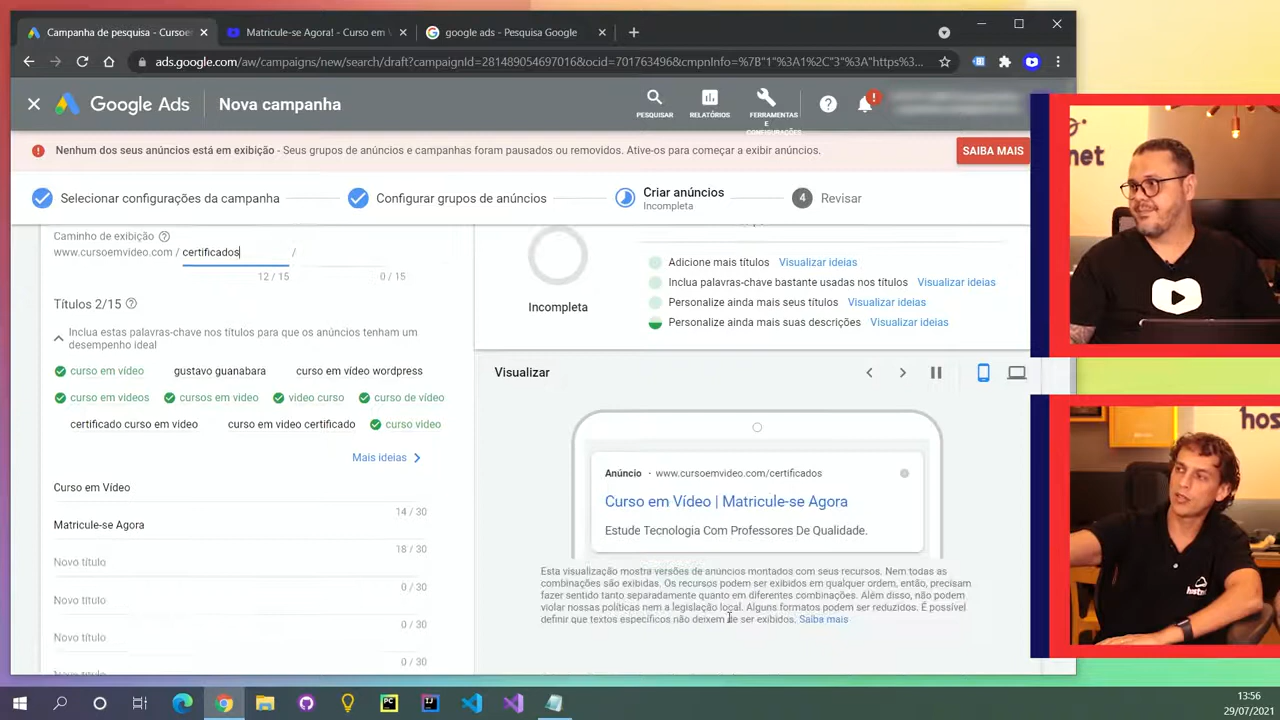 Campanha de pesquisa - Cursoe
Matricule-se Agora! - Curso em \
google ads - Pesquisa Google
ads.google.com/aw/campaigns/new/search/draft?campaignId=281489054697016&ocid=701763496&cmpnInfo=%7B"1"%3A1%2C"3"%3A"https%3...
Google Ads
Nova campanha
PESQUISAR
RELATÓRIOS
FERRAMENTAS
E
CONFIGURAÇÕES
Nenhum dos seus anúncios está em exibição - Seus grupos de anúncios e campanhas foram pausados ou removidos. Ative-os para começar a exibir anúncios.
SAIBA MAIS
Selecionar configurações da campanha
Configurar grupos de anúncios
Criar anúncios
Incompleta
4
Revisar
Caminho de exibição
www.cursoemvideo.com / certificados /
12 / 15
0 / 15
Títulos 2/15
Inclua estas palavras-chave nos títulos para que os anúncios tenham um
desempenho ideal
curso em vídeo gustavo guanabara curso em vídeo wordpress
curso em videos cursos em video video curso curso de vídeo
certificado curso em video curso em video certificado curso video
Mais ideias
Curso em Vídeo
14 / 30
Matricule-se Agora
18 / 30
Novo título
0 / 30
Novo título
0 / 30
Novo título
0 / 30
Incompleta
Adicione mais títulos Visualizar ideias
Inclua palavras-chave bastante usadas nos títulos Visualizar ideias
Personalize ainda mais seus títulos Visualizar ideias
Personalize ainda mais suas descrições Visualizar ideias
Visualizar
Anúncio · www.cursoemvideo.com/certificados
Curso em Vídeo | Matricule-se Agora
Estude Tecnologia Com Professores De Qualidade.
Esta visualização mostra versões de anúncios montados com seus recursos. Nem todas as
combinações são exibidas. Os recursos podem ser exibidos em qualquer ordem, então, precisam
fazer sentido tanto separadamente quanto em diferentes combinações. Além disso, não podem
violar nossas políticas nem a legislação local. Alguns formatos podem ser reduzidos. É possível
definir que textos específicos não deixem de ser exibidos. Saiba mais
net
host
PC
13:56
29/07/2021